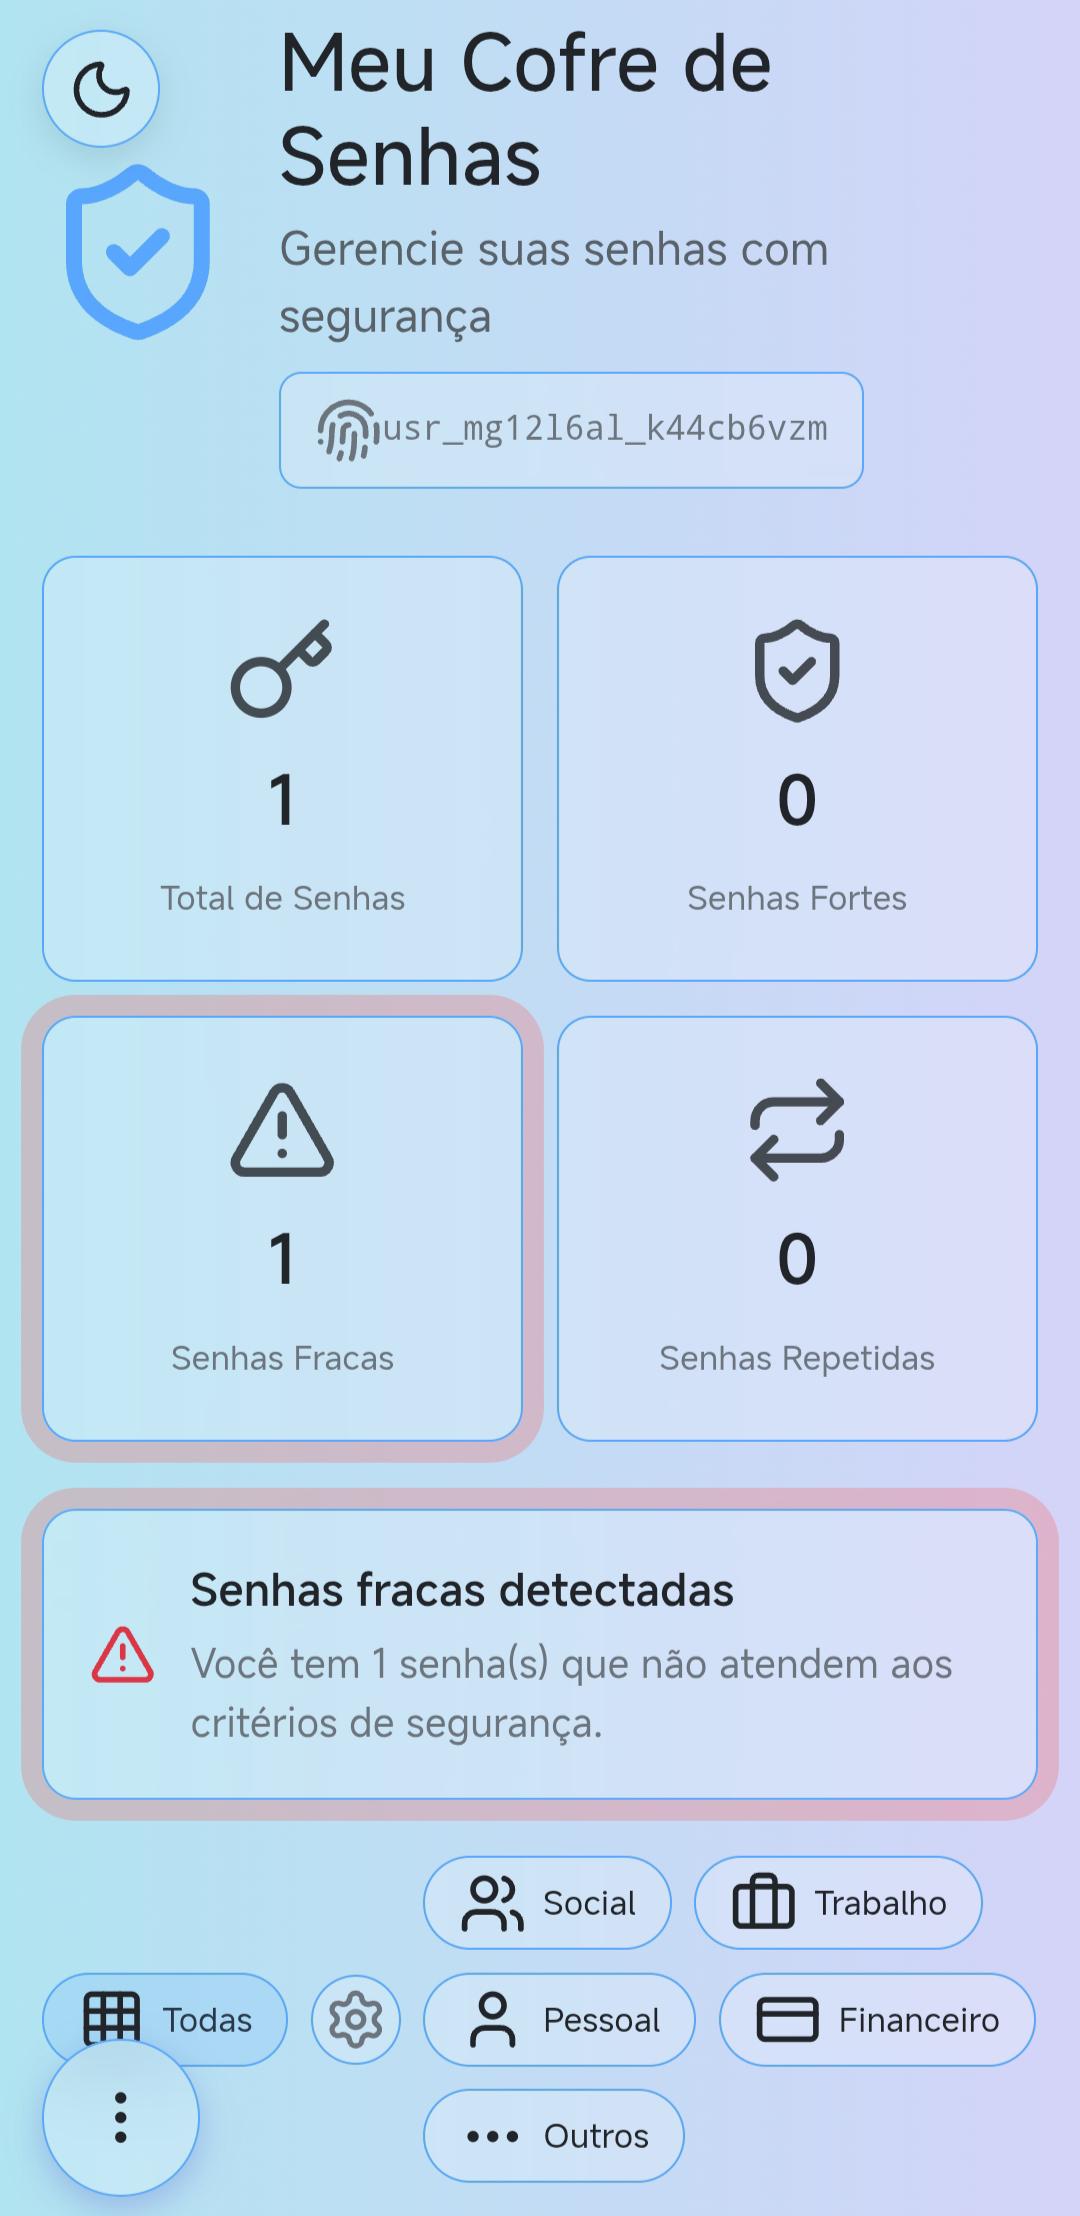 Meu Cofre de
Senhas
Gerencie suas senhas com
segurança
usr_mg12l6al_k44cb6vzm
1
Total de Senhas
0
Senhas Fortes
1
Senhas Fracas
0
Senhas Repetidas
Senhas fracas detectadas
Você tem 1 senha(s) que não atendem aos
critérios de segurança.
Social
Trabalho
Todas
Pessoal
Financeiro
Outros